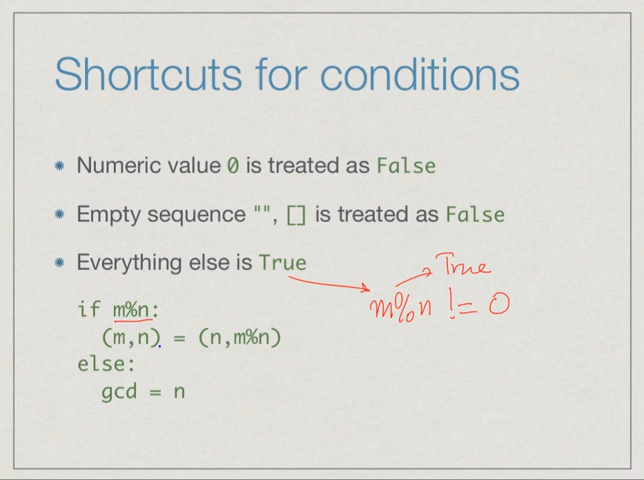 Shortcuts for conditions
Numeric value 0 is treated as False
Empty sequence "", [] is treated as False
Everything else is True
True
m%n != 0
if m%n:
(m,n) = (n,m%n)
else:
gcd = n